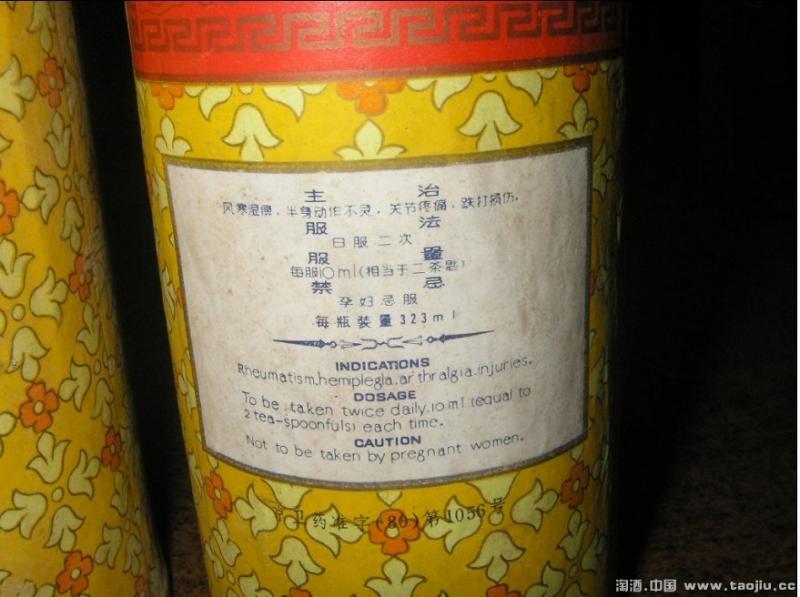 主 治
风寒湿痹，半身动作不灵，关节疼痛，跌打损伤。
服 法
日服二次
服 量
每服10ml(相当于二茶匙)
禁 忌
孕妇忌服
每瓶装量323ml
INDICATIONS
Rheumatism.hemiplegla.arthralgia.injuries.
DOSAGE
To be taken twice daily.10 ml (equal to
2 tea-spoonfuls) each time.
CAUTION
Not to be taken by pregnant women.
卫药准字(80)第1056号
淘酒.中国 www.taojiu.cc